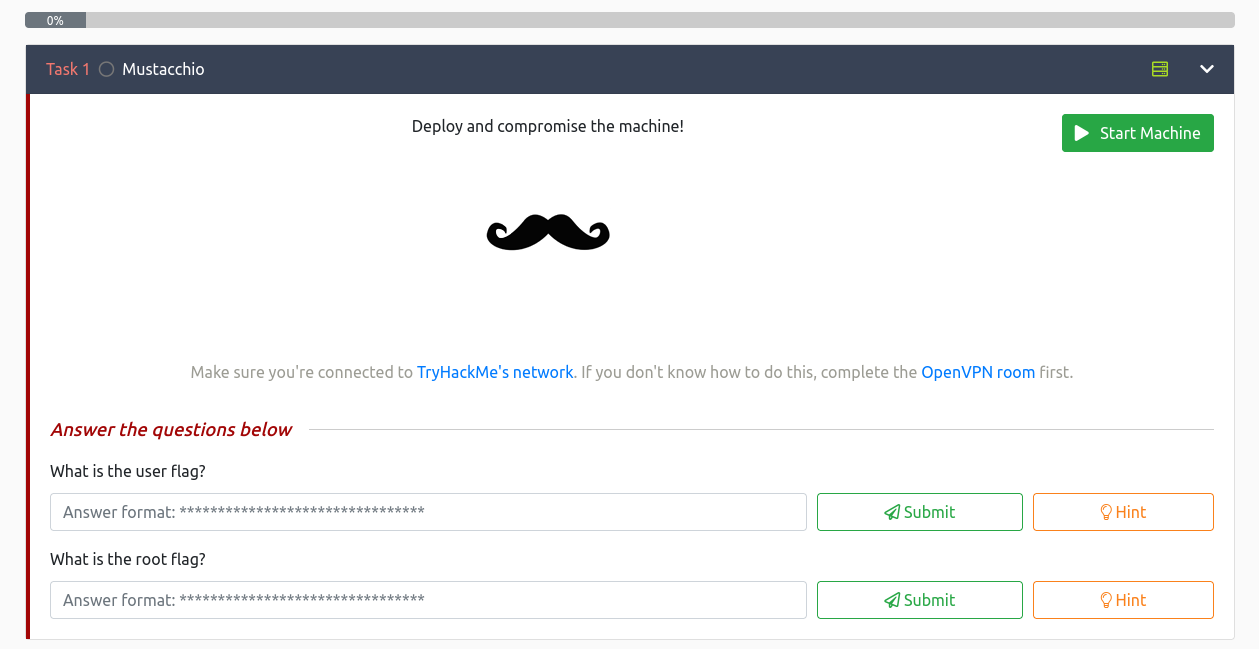 0%
Task 1 Mustacchio
Deploy and compromise the machine!
Start Machine
Make sure you're connected to TryHackMe's network. If you don't know how to do this, complete the OpenVPN room first.
Answer the questions below
What is the user flag?
Answer format: ********************************
Submit
Hint
What is the root flag?
Answer format: ********************************
Submit
Hint